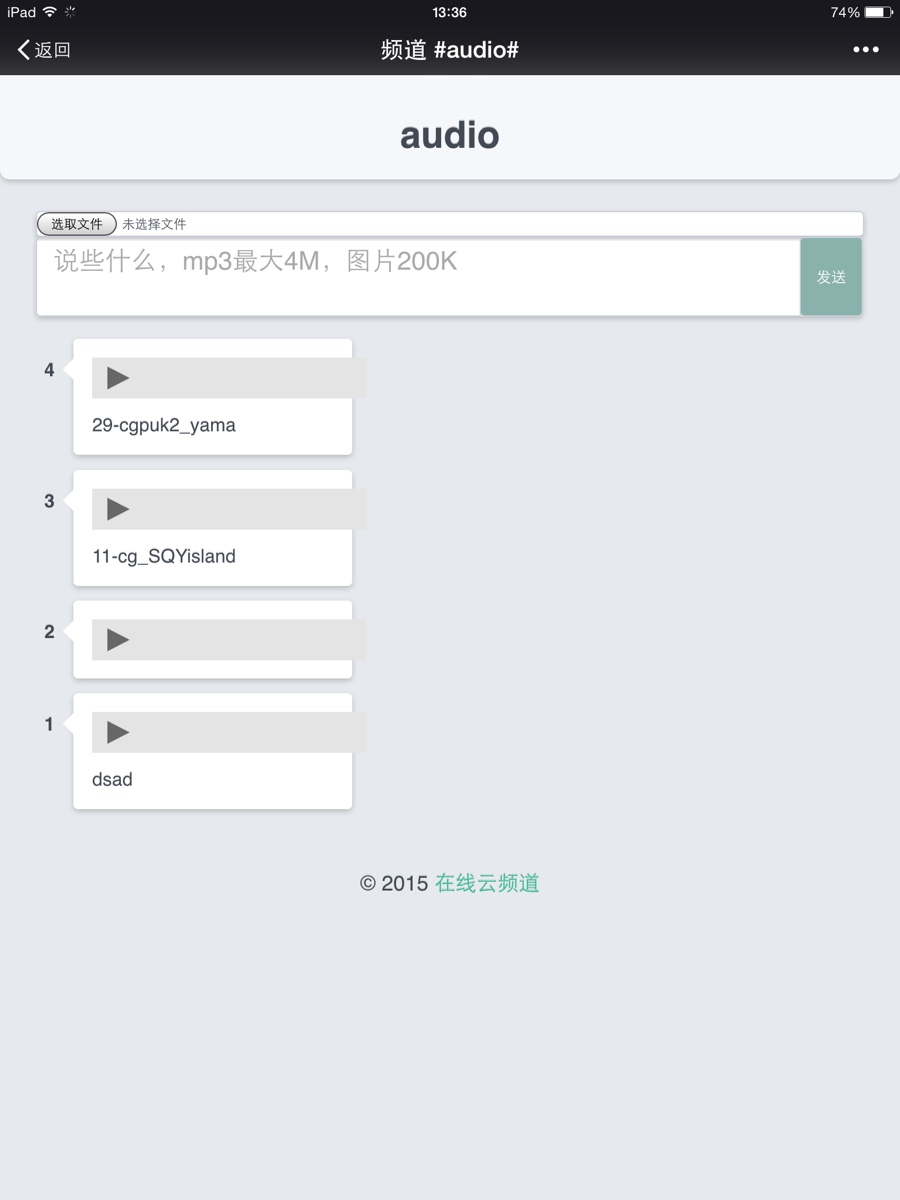 iPad 13:36 74%
返回 频道 #audio#
audio
选取文件 未选择文件
说些什么，mp3最大4M，图片200K
发送
4
29-cgpuk2_yama
3
11-cg_SQYisland
2
1
dsad
© 2015 在线云频道